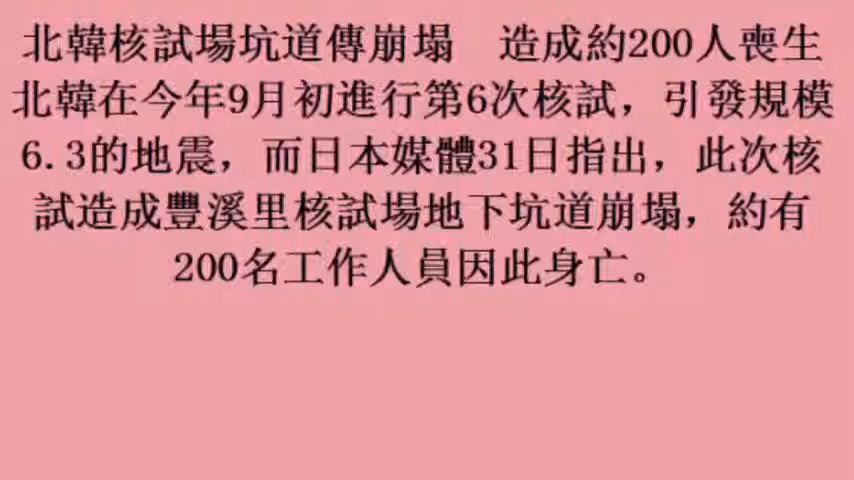 北韓核試場坑道傳崩塌　造成約200人喪生
北韓在今年9月初進行第6次核試，引發規模
6.3的地震，而日本媒體31日指出，此次核
試造成豐溪里核試場地下坑道崩塌，約有
200名工作人員因此身亡。